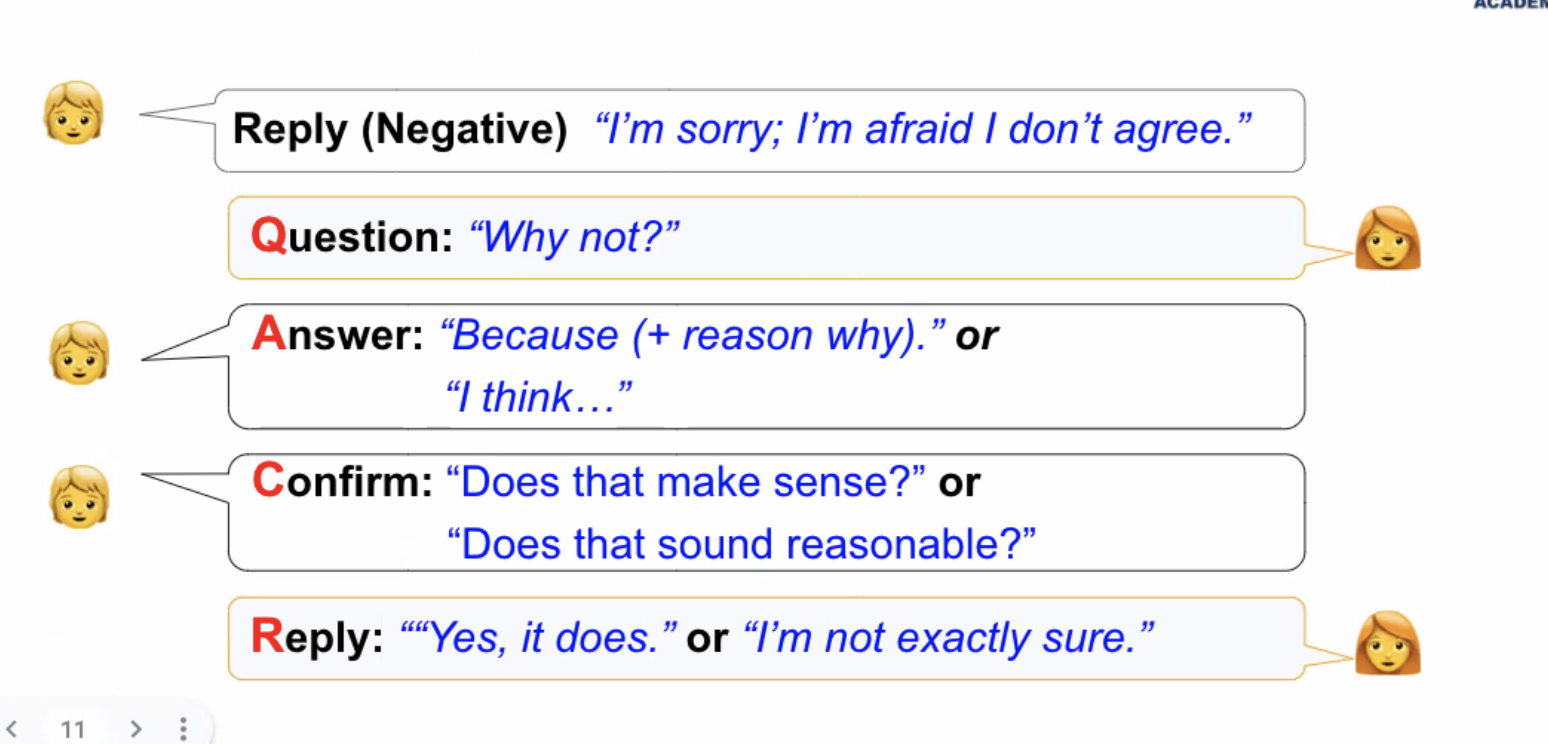 ACADEM
Reply (Negative) “I’m sorry; I’m afraid I don’t agree.”
Question: “Why not?”
Answer: “Because (+ reason why).” or
“I think…”
Confirm: “Does that make sense?” or
“Does that sound reasonable?”
Reply: ““Yes, it does.” or “I’m not exactly sure.”
11